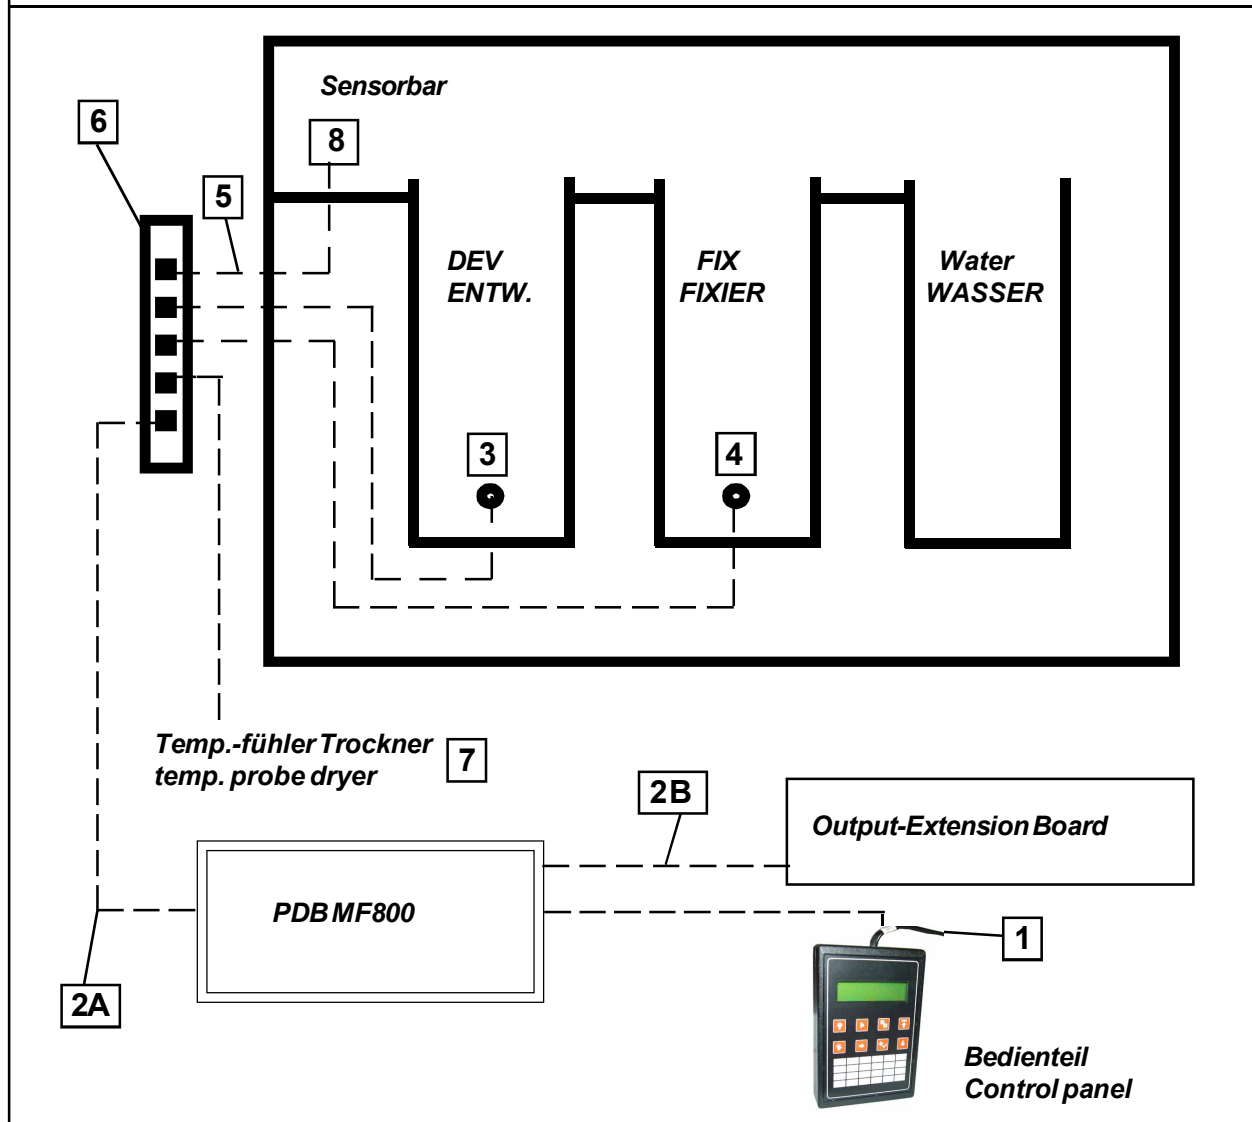 Sensorbar
6
8
5
DEV
ENTW.
FIX
FIXIER
Water
WASSER
3
4
Temp.-fühler Trockner
temp. probe dryer
7
2B
Output-Extension Board
PDB MF800
1
2A
Bedienteil
Control panel